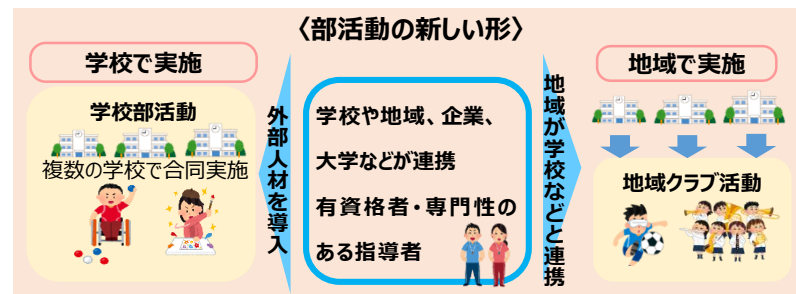 〈部活動の新しい形〉
学校で実施
学校部活動
複数の学校で合同実施
外部人材を導入
学校や地域、企業、
大学などが連携
有資格者・専門性の
ある指導者
地域が学校などと連携
地域で実施
地域クラブ活動